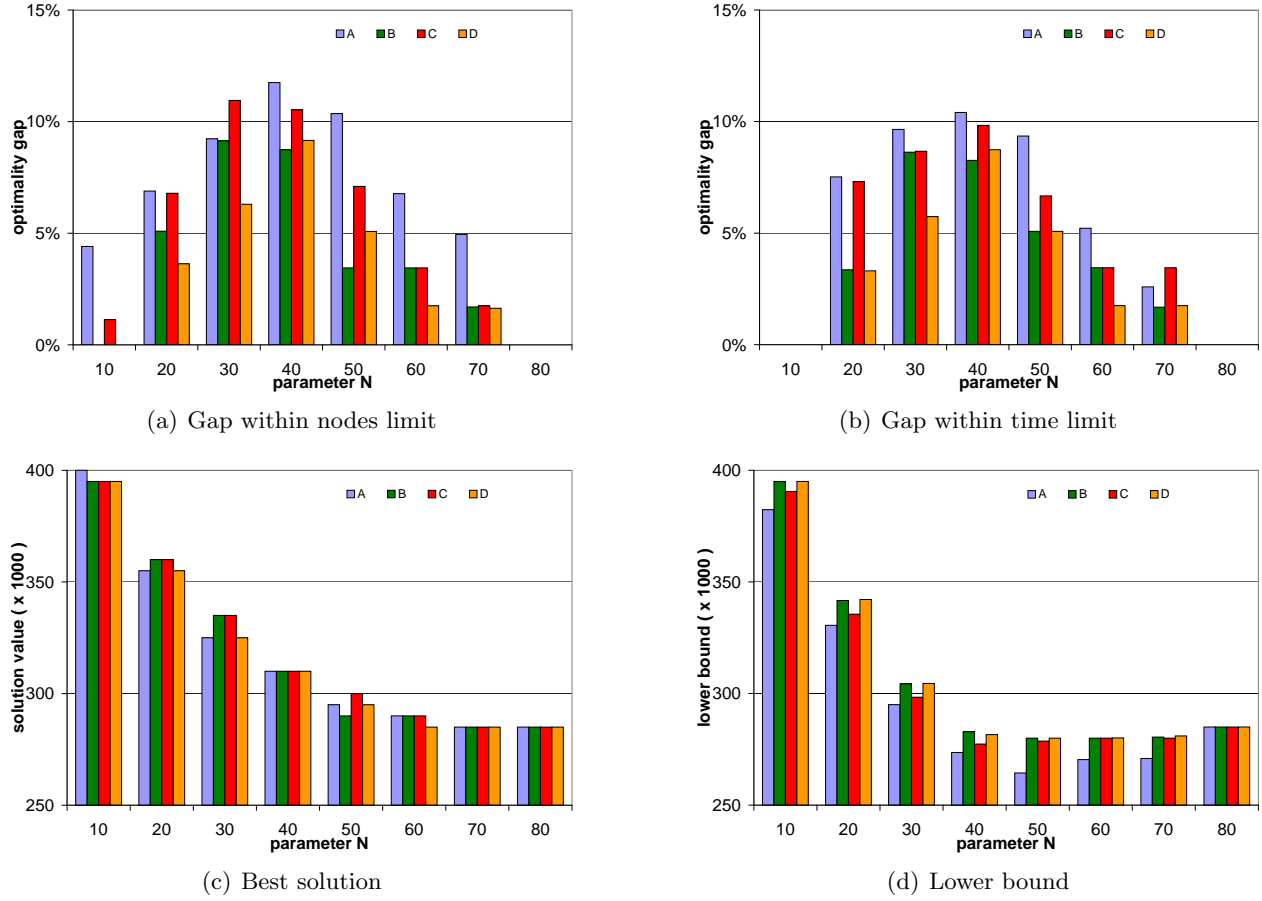 15%
10%
5%
0%
optimality gap
A B C D
10 20 30 40 50 60 70 80
parameter N
(a) Gap within nodes limit
15%
10%
5%
0%
optimality gap
A B C D
10 20 30 40 50 60 70 80
parameter N
(b) Gap within time limit
400
350
300
250
solution value ( x 1000 )
A B C D
10 20 30 40 50 60 70 80
parameter N
(c) Best solution
400
350
300
250
lower bound ( x 1000 )
A B C D
10 20 30 40 50 60 70 80
parameter N
(d) Lower bound